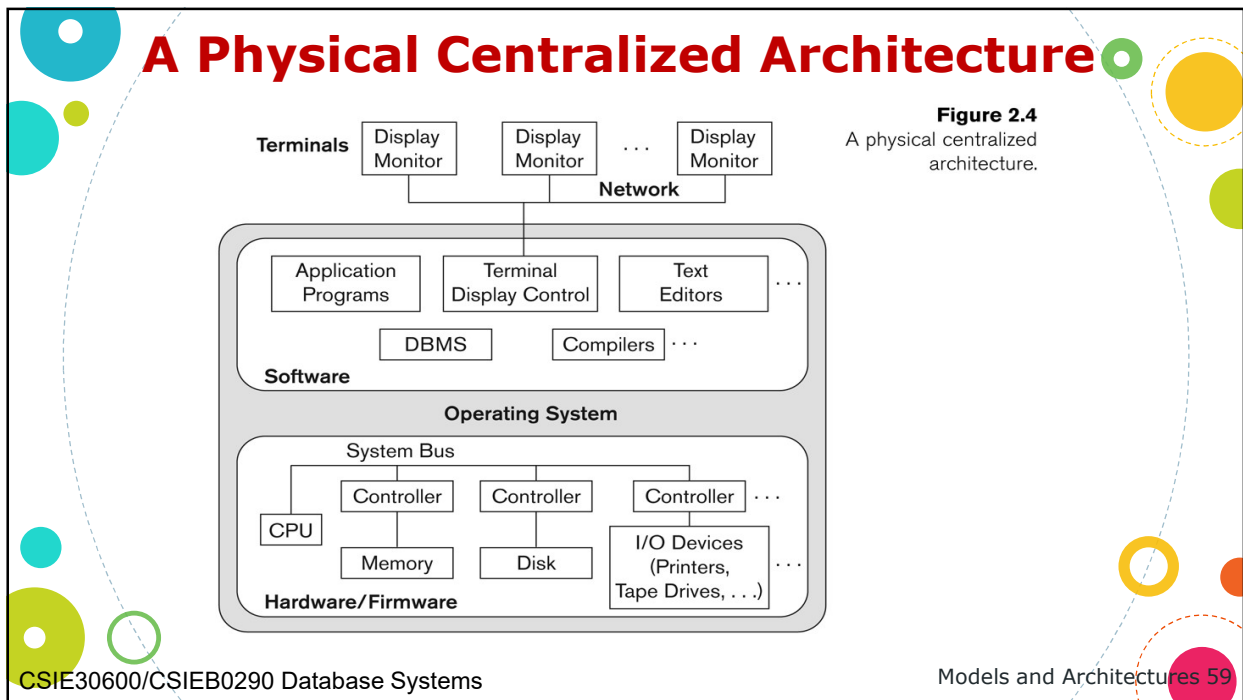 A Physical Centralized Architecture
Figure 2.4
A physical centralized
architecture.
Terminals
Display
Monitor
Display
Monitor
. . .
Display
Monitor
Network
Application
Programs
Terminal
Display Control
Text
Editors
. . .
DBMS
Compilers
. . .
Software
Operating System
System Bus
Controller
Controller
Controller
. . .
CPU
Memory
Disk
I/O Devices
(Printers,
Tape Drives, . . .)
. . .
Hardware/Firmware
CSIE30600/CSIEB0290 Database Systems
Models and Architectures 59